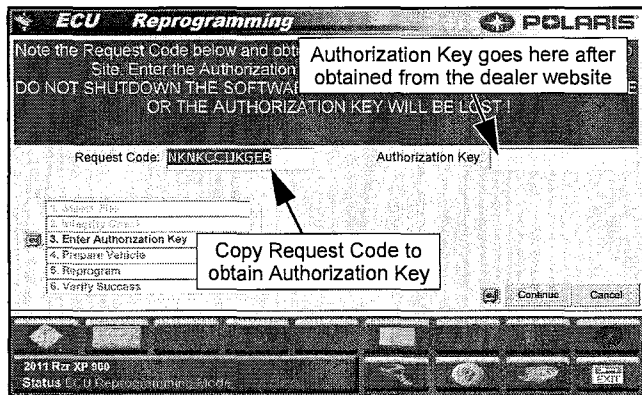 ECU Reprogramming
POLARIS
Note the Request Code below and
Site. Enter the Authorization
DO NOT SHUTDOWN THE
OR THE AUTHORIZATION KEY WILL BE LOST !
Authorization Key goes here after
obtained from the dealer website
Request Code:
Authorization Key:
3. Enter Authorization Key
4. Prepare Vehicle
5. Reprogram
6. Verify Success
Copy Request Code to
obtain Authorization Key
Continue
Cancel
2011 Rzr XP 900
Status ECU Reprogramming Mode
EXIT